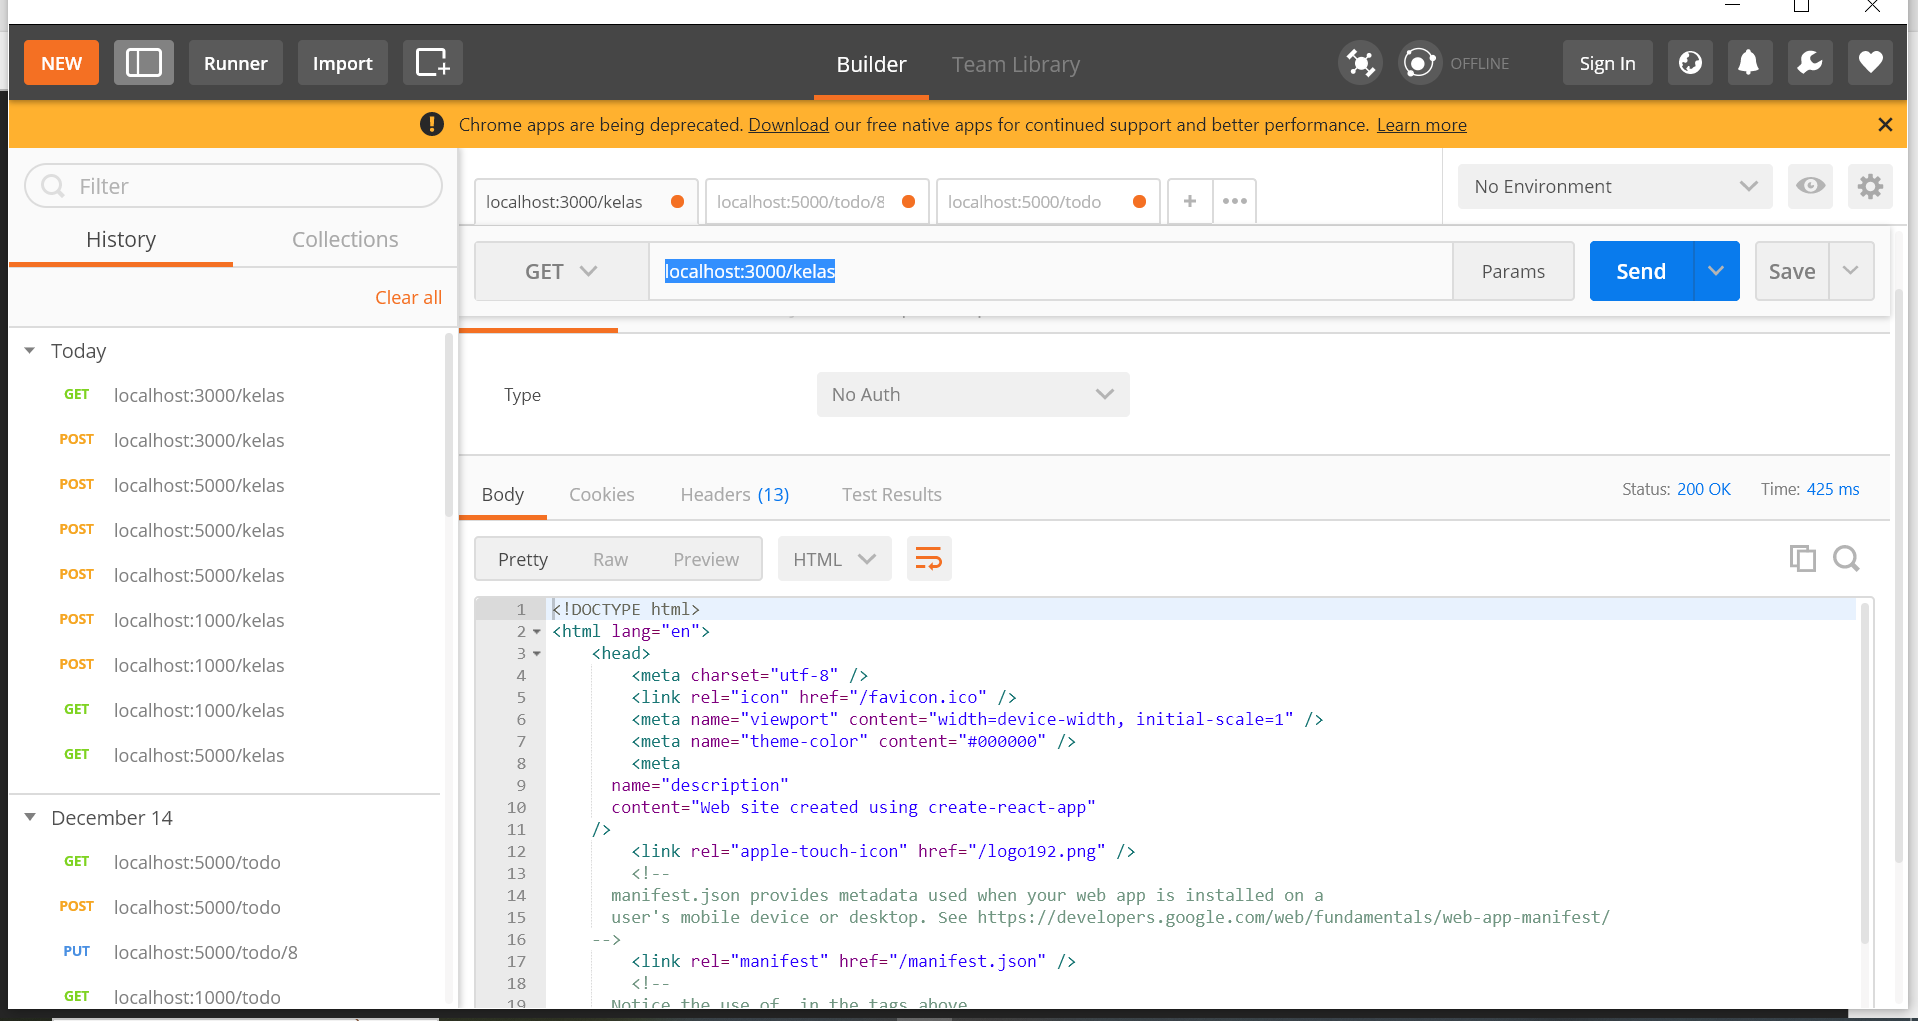 NEW Runner Import Builder Team Library OFFLINE Sign In
Chrome apps are being deprecated. Download our free native apps for continued support and better performance. Learn more
Filter
History Collections
Clear all
Today
GET localhost:3000/kelas
POST localhost:3000/kelas
POST localhost:5000/kelas
POST localhost:5000/kelas
POST localhost:5000/kelas
POST localhost:1000/kelas
POST localhost:1000/kelas
GET localhost:1000/kelas
GET localhost:5000/kelas
December 14
GET localhost:5000/todo
POST localhost:5000/todo
PUT localhost:5000/todo/8
GET localhost:1000/todo
localhost:3000/kelas localhost:5000/todo/8 localhost:5000/todo + ••• No Environment
GET localhost:3000/kelas Params Send Save
Type No Auth
Body Cookies Headers (13) Test Results Status: 200 OK Time: 425 ms
Pretty Raw Preview HTML
1 <!DOCTYPE html>
2 <html lang="en">
3 <head>
4 <meta charset="utf-8" />
5 <link rel="icon" href="/favicon.ico" />
6 <meta name="viewport" content="width=device-width, initial-scale=1" />
7 <meta name="theme-color" content="#000000" />
8 <meta
9 name="description"
10 content="Web site created using create-react-app"
11 />
12 <link rel="apple-touch-icon" href="/logo192.png" />
13 <!--
14 manifest.json provides metadata used when your web app is installed on a
15 user's mobile device or desktop. See https://developers.google.com/web/fundamentals/web-app-manifest/
16 -->
17 <link rel="manifest" href="/manifest.json" />
18 <!--
19 Notice the use of in the tags above